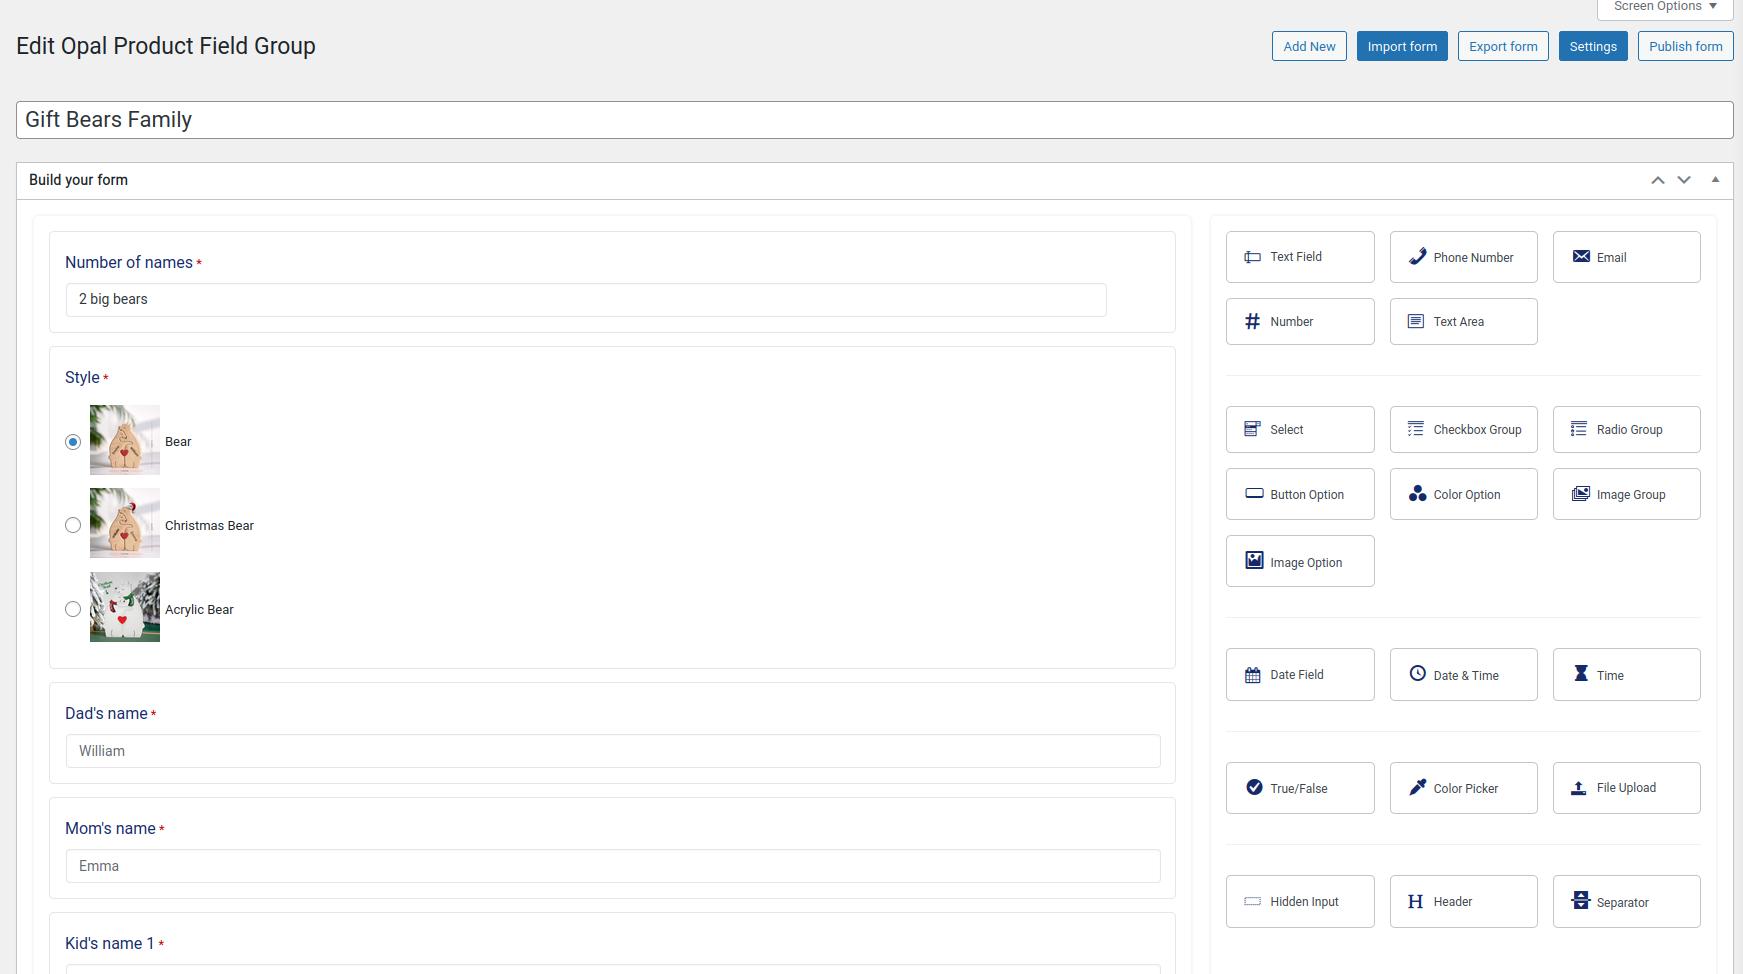 Screen Options
Edit Opal Product Field Group
Add New
Import form
Export form
Settings
Publish form
Gift Bears Family
Build your form
Number of names *
2 big bears
Style *
Bear
Christmas Bear
Acrylic Bear
Dad's name *
William
Mom's name *
Emma
Kid's name 1 *
Text Field
Phone Number
Email
Number
Text Area
Select
Checkbox Group
Radio Group
Button Option
Color Option
Image Group
Image Option
Date Field
Date & Time
Time
True/False
Color Picker
File Upload
Hidden Input
Header
Separator